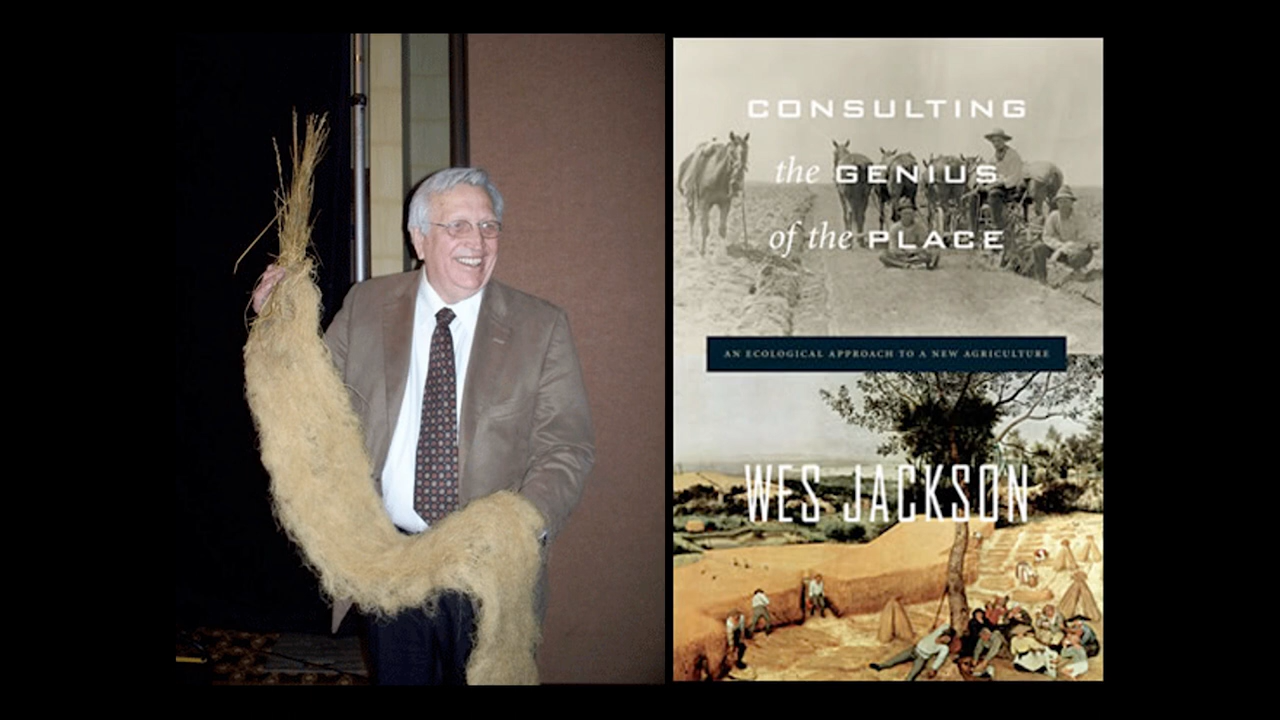 CONSULTING
the GENIUS
of the PLACE
AN ECOLOGICAL APPROACH TO A NEW AGRICULTURE
WES JACKSON